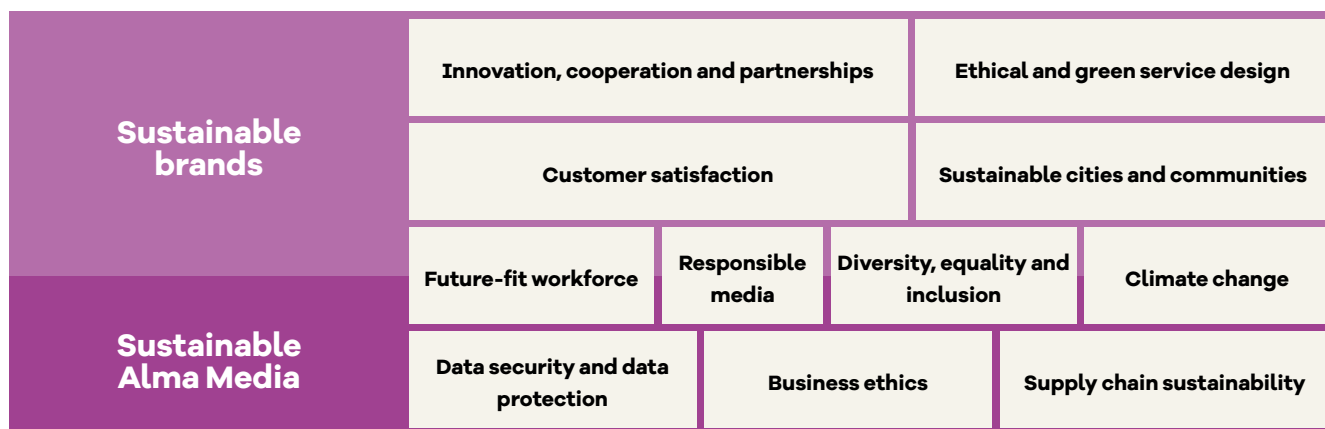 Sustainable
brands
Innovation, cooperation and partnerships
Ethical and green service design
Customer satisfaction
Sustainable cities and communities
Future-fit workforce
Responsible
media
Diversity, equality and
inclusion
Climate change
Sustainable
Alma Media
Data security and data
protection
Business ethics
Supply chain sustainability